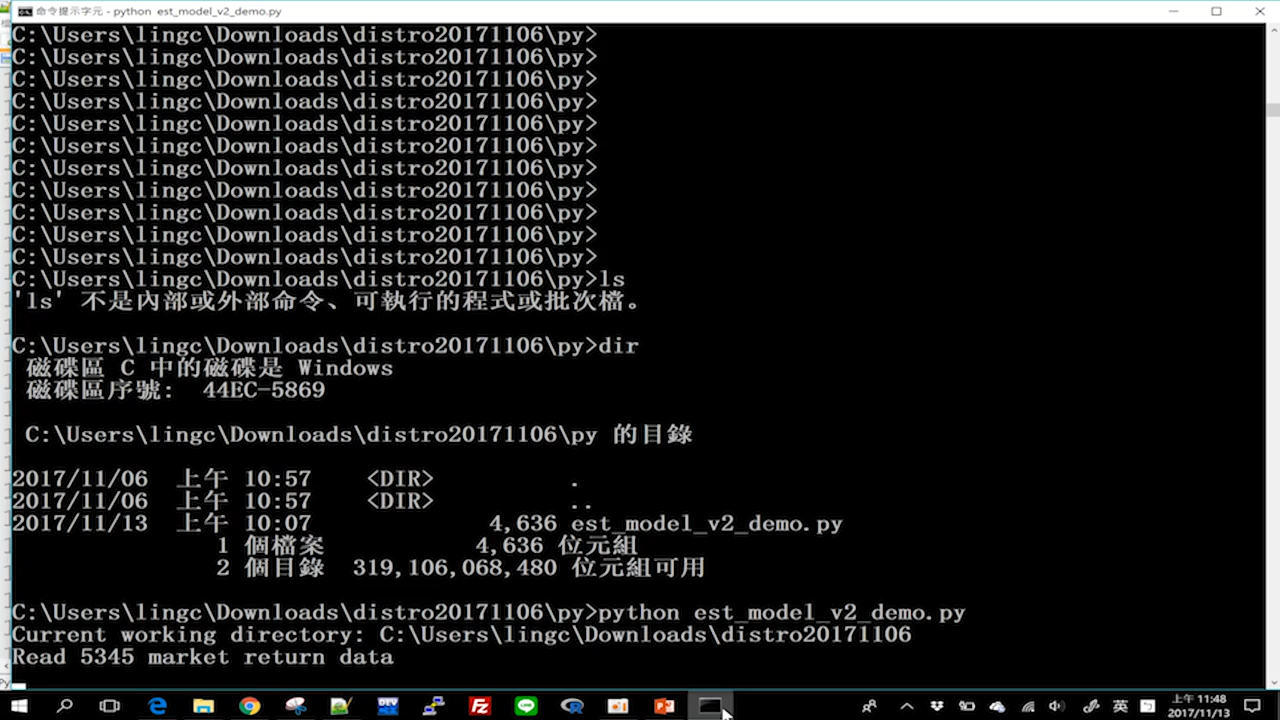 命令提示字元 - python est_model_v2_demo.py
C:\Users\lingc\Downloads\distro20171106\py>
C:\Users\lingc\Downloads\distro20171106\py>
C:\Users\lingc\Downloads\distro20171106\py>
C:\Users\lingc\Downloads\distro20171106\py>
C:\Users\lingc\Downloads\distro20171106\py>
C:\Users\lingc\Downloads\distro20171106\py>
C:\Users\lingc\Downloads\distro20171106\py>
C:\Users\lingc\Downloads\distro20171106\py>
C:\Users\lingc\Downloads\distro20171106\py>
C:\Users\lingc\Downloads\distro20171106\py>
C:\Users\lingc\Downloads\distro20171106\py>
C:\Users\lingc\Downloads\distro20171106\py>ls
'ls' 不是內部或外部命令、可執行的程式或批次檔。
C:\Users\lingc\Downloads\distro20171106\py>dir
磁碟區 C 中的磁碟是 Windows
磁碟區序號: 44EC-5869
C:\Users\lingc\Downloads\distro20171106\py 的目錄
2017/11/06 上午 10:57 <DIR> .
2017/11/06 上午 10:57 <DIR> ..
2017/11/13 上午 10:07 4,636 est_model_v2_demo.py
1 個檔案 4,636 位元組
2 個目錄 319,106,068,480 位元組可用
C:\Users\lingc\Downloads\distro20171106\py>python est_model_v2_demo.py
Current working directory: C:\Users\lingc\Downloads\distro20171106
Read 5345 market return data
DEV
FZ
LINE
R
英
上午 11:48
2017/11/13